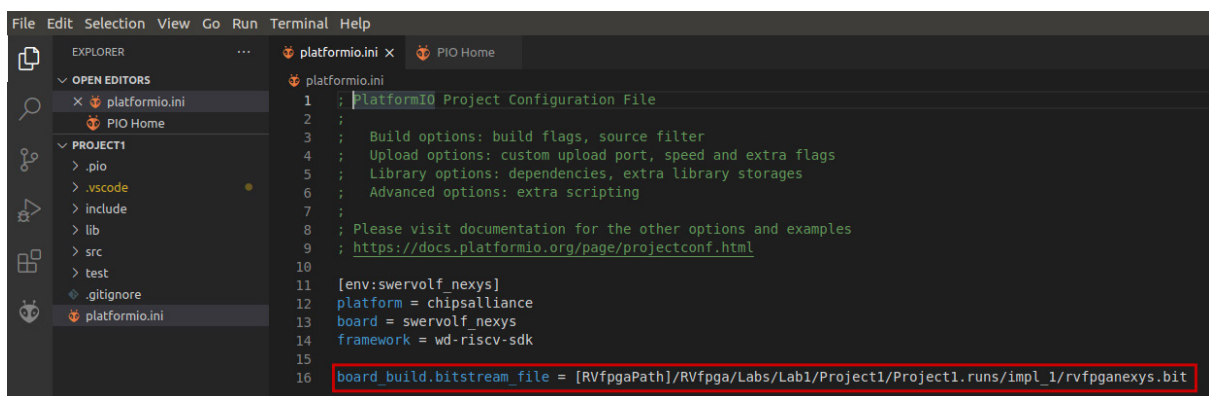 File Edit Selection View Go Run Terminal Help
EXPLORER ... platformio.ini × PIO Home
OPEN EDITORS
× platformio.ini
PIO Home
PROJECT1
> .pio
> .vscode
> include
> lib
> src
> test
.gitignore
platformio.ini
platformio.ini
1 ; PlatformIO Project Configuration File
2 ;
3 ;   Build options: build flags, source filter
4 ;   Upload options: custom upload port, speed and extra flags
5 ;   Library options: dependencies, extra library storages
6 ;   Advanced options: extra scripting
7 ;
8 ; Please visit documentation for the other options and examples
9 ; https://docs.platformio.org/page/projectconf.html
10
11 [env:swervolf_nexys]
12 platform = chipsalliance
13 board = swervolf_nexys
14 framework = wd-riscv-sdk
15
16 board_build.bitstream_file = [RVfpgaPath]/RVfpga/Labs/Lab1/Project1/Project1.runs/impl_1/rvfpganexys.bit